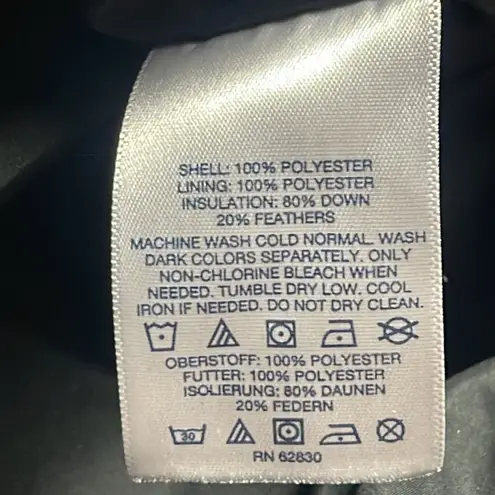 SHELL: 100% POLYESTER
LINING: 100% POLYESTER
INSULATION: 80% DOWN
20% FEATHERS
MACHINE WASH COLD NORMAL. WASH
DARK COLORS SEPARATELY. ONLY
NON-CHLORINE BLEACH WHEN
NEEDED. TUMBLE DRY LOW. COOL
IRON IF NEEDED. DO NOT DRY CLEAN.
OBERSTOFF: 100% POLYESTER
FUTTER: 100% POLYESTER
ISOLIERUNG: 80% DAUNEN
20% FEDERN
30
RN 62830